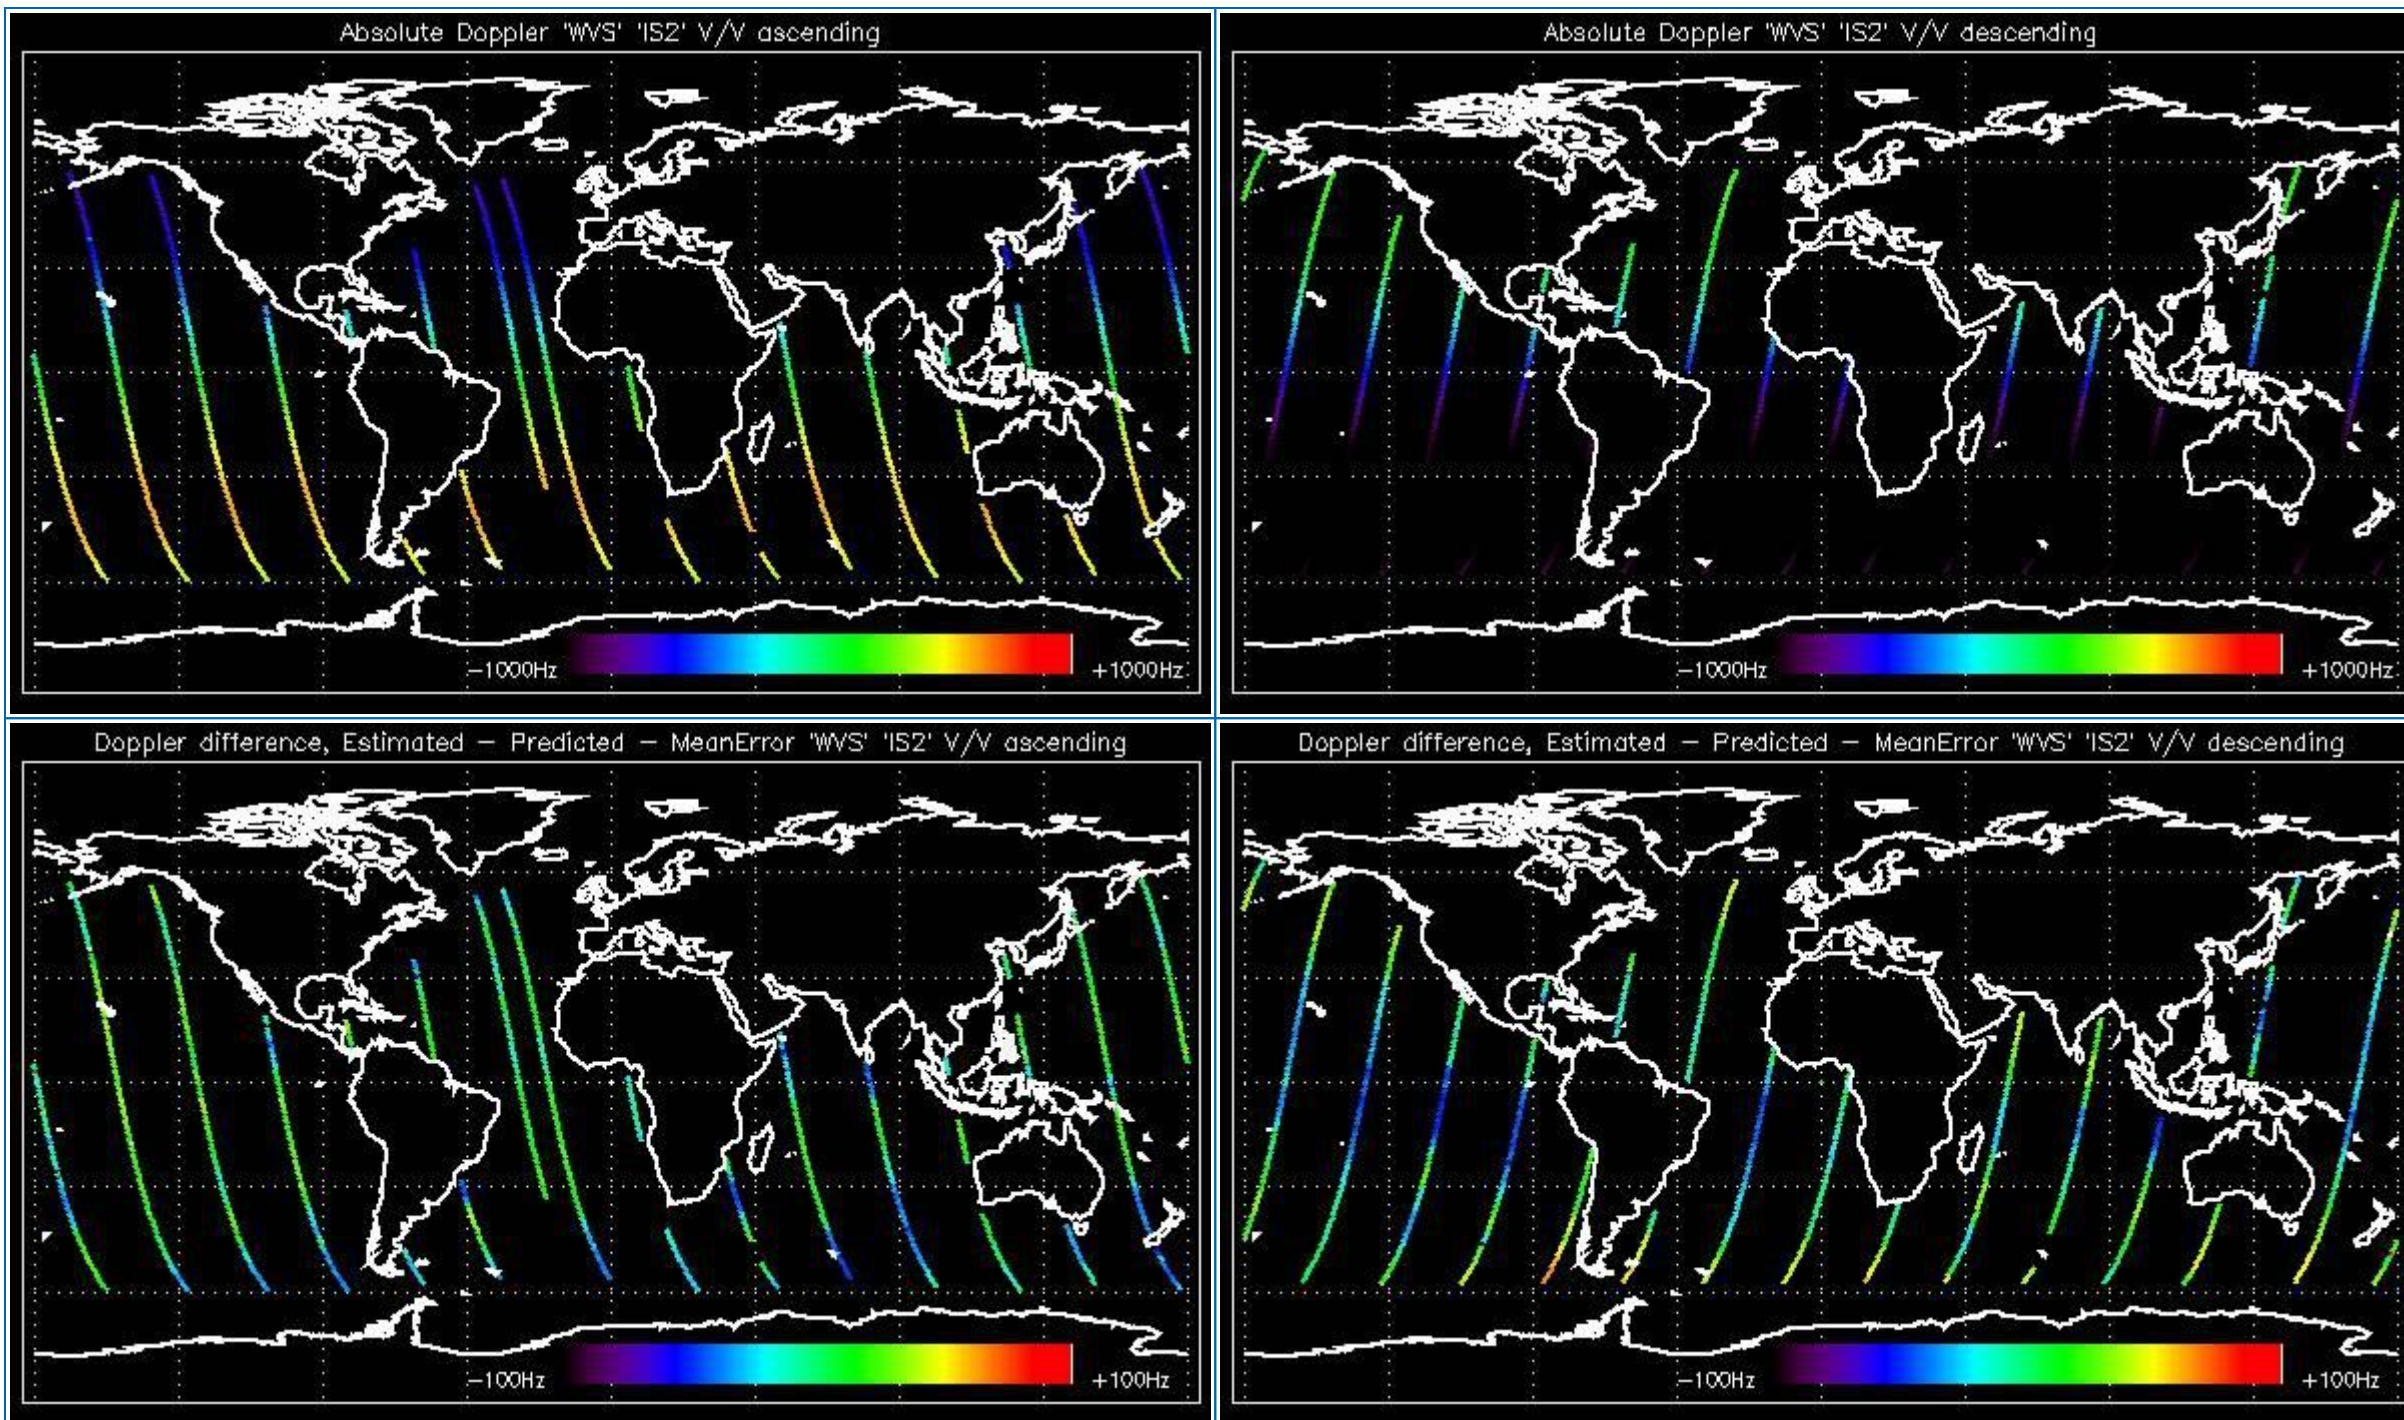 Absolute Doppler 'WVS' 'IS2' V/V ascending
-1000Hz
+1000Hz
Absolute Doppler 'WVS' 'IS2' V/V descending
-1000Hz
+1000Hz
Doppler difference, Estimated - Predicted - MeanError 'WVS' 'IS2' V/V ascending
-100Hz
+100Hz
Doppler difference, Estimated - Predicted - MeanError 'WVS' 'IS2' V/V descending
-100Hz
+100Hz